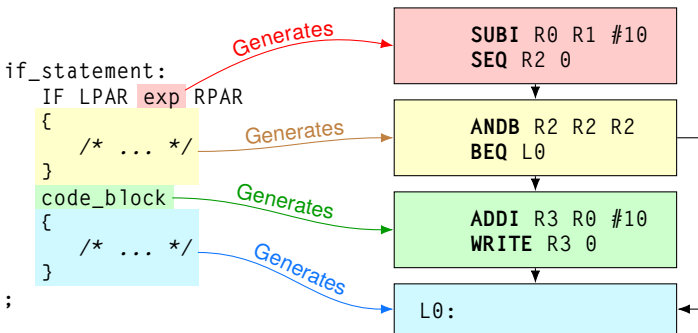 if_statement:
IF LPAR exp RPAR
{
/* ... */
}
code_block
{
/* ... */
}
;
Generates
Generates
Generates
Generates
SUBI R0 R1 #10
SEQ R2 0
ANDB R2 R2 R2
BEQ L0
ADDI R3 R0 #10
WRITE R3 0
L0: